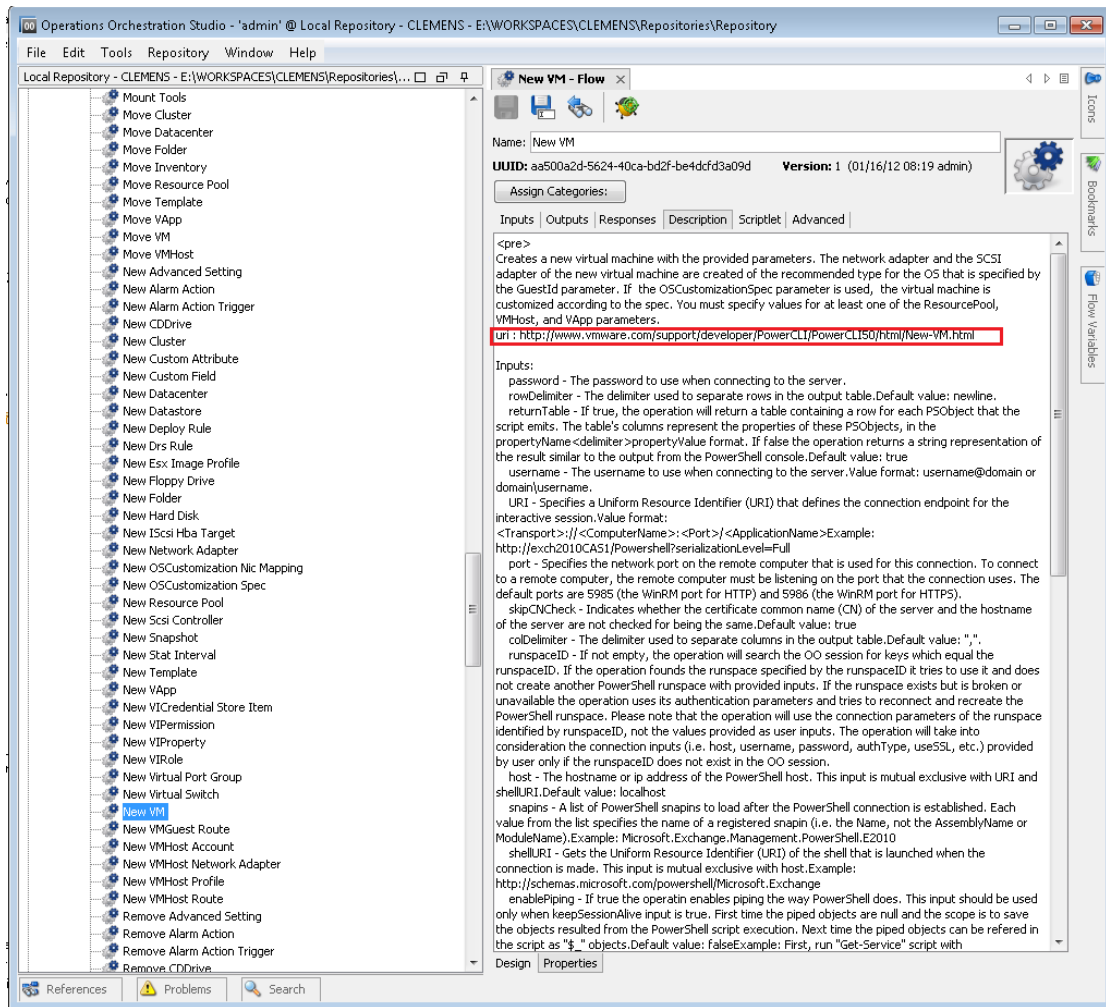 Operations Orchestration Studio - 'admin' @ Local Repository - CLEMENS - E:\WORKSPACES\CLEMENS\Repositories\Repository
File Edit Tools Repository Window Help
Local Repository - CLEMENS - E:\WORKSPACES\CLEMENS\Repositories\...
Mount Tools
Move Cluster
Move Datacenter
Move Folder
Move Inventory
Move Resource Pool
Move Template
Move VApp
Move VM
Move VMHost
New Advanced Setting
New Alarm Action
New Alarm Action Trigger
New CDDrive
New Cluster
New Custom Attribute
New Custom Field
New Datacenter
New Datastore
New Deploy Rule
New Drs Rule
New Esx Image Profile
New Floppy Drive
New Folder
New Hard Disk
New IScsi Hba Target
New Network Adapter
New OSCustomization Nic Mapping
New OSCustomization Spec
New Resource Pool
New Scsi Controller
New Snapshot
New Stat Interval
New Template
New VApp
New VICredential Store Item
New VIPermission
New VIProperty
New VIRole
New Virtual Port Group
New Virtual Switch
New VM
New VMGuest Route
New VMHost Account
New VMHost Network Adapter
New VMHost Profile
New VMHost Route
Remove Advanced Setting
Remove Alarm Action
Remove Alarm Action Trigger
Remove CDDrive
New VM - Flow
Name: New VM
UUID: aa500a2d-5624-40ca-bd2f-be4dcfd3a09d Version: 1 (01/16/12 08:19 admin)
Assign Categories:
Inputs Outputs Responses Description Scriptlet Advanced
<pre>
Creates a new virtual machine with the provided parameters. The network adapter and the SCSI
adapter of the new virtual machine are created of the recommended type for the OS that is specified by
the GuestId parameter. If the OSCustomizationSpec parameter is used, the virtual machine is
customized according to the spec. You must specify values for at least one of the ResourcePool,
VMHost, and VApp parameters.
uri : http://www.vmware.com/support/developer/PowerCLI/PowerCLI50/html/New-VM.html
Inputs:
password - The password to use when connecting to the server.
rowDelimiter - The delimiter used to separate rows in the output table.Default value: newline.
returnTable - If true, the operation will return a table containing a row for each PSObject that the
script emits. The table's columns represent the properties of these PSObjects, in the
propertyName<delimiter>propertyValue format. If false the operation returns a string representation of
the result similar to the output from the PowerShell console.Default value: true
username - The username to use when connecting to the server.Value format: username@domain or
domain\username.
URI - Specifies a Uniform Resource Identifier (URI) that defines the connection endpoint for the
interactive session.Value format:
<Transport>://<ComputerName>:<Port>/<ApplicationName>Example:
http://exch2010CAS1/Powershell?serializationLevel=Full
port - Specifies the network port on the remote computer that is used for this connection. To connect
to a remote computer, the remote computer must be listening on the port that the connection uses. The
default ports are 5985 (the WinRM port for HTTP) and 5986 (the WinRM port for HTTPS).
skipCNCheck - Indicates whether the certificate common name (CN) of the server and the hostname
of the server are not checked for being the same.Default value: true
colDelimiter - The delimiter used to separate columns in the output table.Default value: ",".
runspaceID - If not empty, the operation will search the OO session for keys which equal the
runspaceID. If the operation founds the runspace specified by the runspaceID it tries to use it and does
not create another PowerShell runspace with provided inputs. If the runspace exists but is broken or
unavailable the operation uses its authentication parameters and tries to reconnect and recreate the
PowerShell runspace. Please note that the operation will use the connection parameters of the runspace
identified by runspaceID, not the values provided as user inputs. The operation will take into
consideration the connection inputs (i.e. host, username, password, authType, useSSL, etc.) provided
by user only if the runspaceID does not exist in the OO session.
host - The hostname or ip address of the PowerShell host. This input is mutual exclusive with URI and
shellURI.Default value: localhost
snapins - A list of PowerShell snapins to load after the PowerShell connection is established. Each
value from the list specifies the name of a registered snapin (i.e. the Name, not the AssemblyName or
ModuleName).Example: Microsoft.Exchange.Management.PowerShell.E2010
shellURI - Gets the Uniform Resource Identifier (URI) of the shell that is launched when the
connection is made. This input is mutual exclusive with host.Example:
http://schemas.microsoft.com/powershell/Microsoft.Exchange
enablePiping - If true the operatin enables piping the way PowerShell does. This input should be used
only when keepSessionAlive input is true. First time the piped objects are null and the scope is to save
the objects resulted from the PowerShell script execution. Next time the piped objects can be refered in
the script as "$_" objects.Default value: falseExample: First, run "Get-Service" script with
Design Properties
Icons
Bookmarks
Flow Variables
References Problems Search